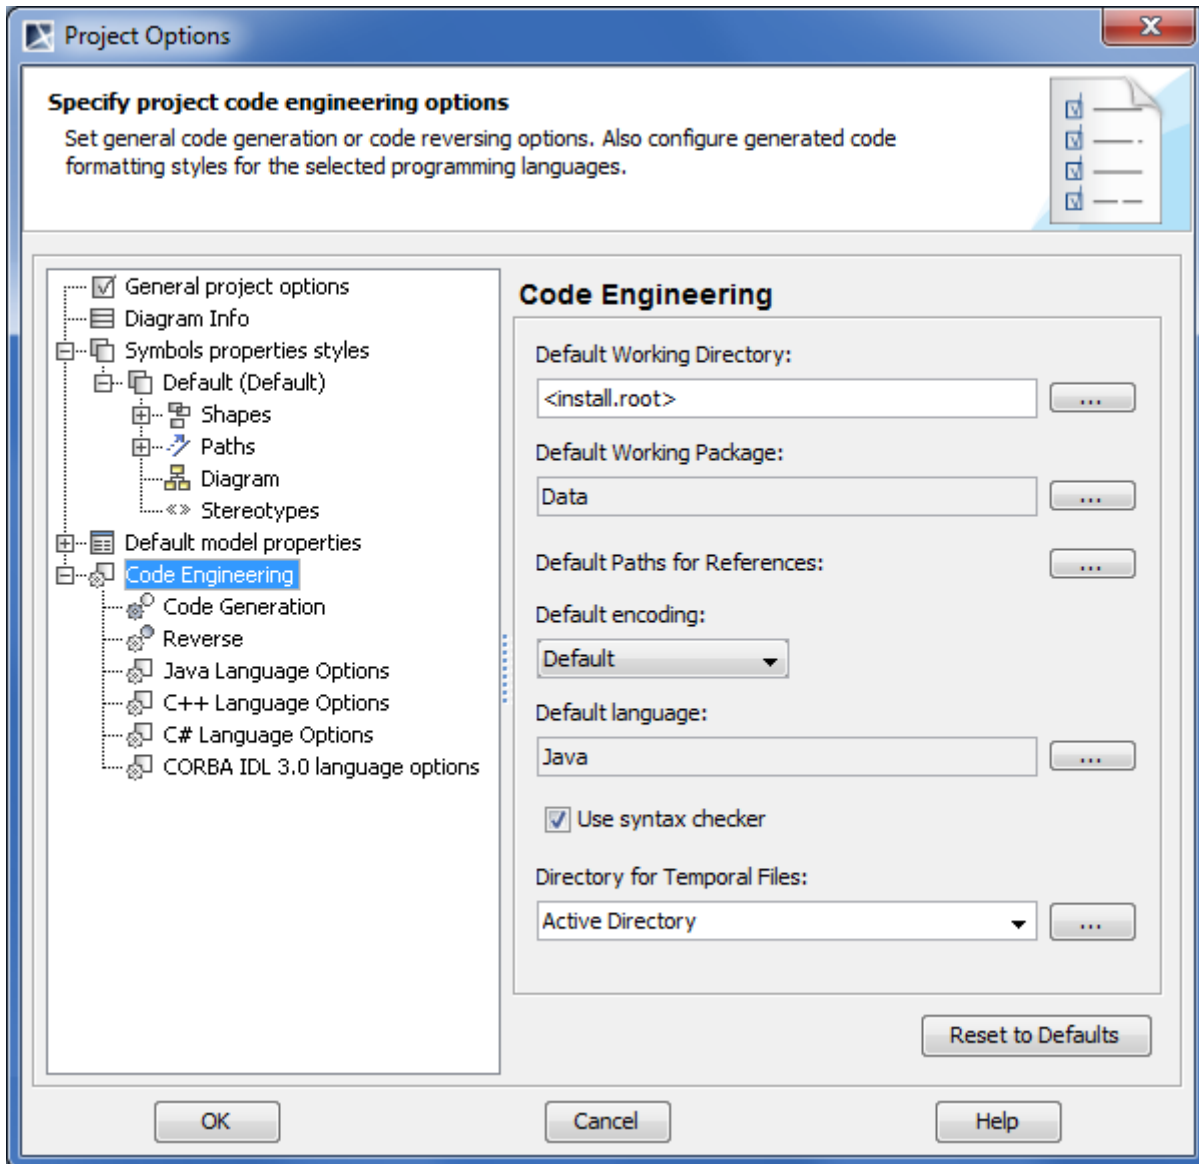 Project Options
Specify project code engineering options
Set general code generation or code reversing options. Also configure generated code
formatting styles for the selected programming languages.
General project options
Diagram Info
Symbols properties styles
Default (Default)
Shapes
Paths
Diagram
Stereotypes
Default model properties
Code Engineering
Code Generation
Reverse
Java Language Options
C++ Language Options
C# Language Options
CORBA IDL 3.0 language options
Code Engineering
Default Working Directory:
<install.root>
...
Default Working Package:
Data
...
Default Paths for References:
...
Default encoding:
Default
Default language:
Java
...
Use syntax checker
Directory for Temporal Files:
Active Directory
...
Reset to Defaults
OK
Cancel
Help